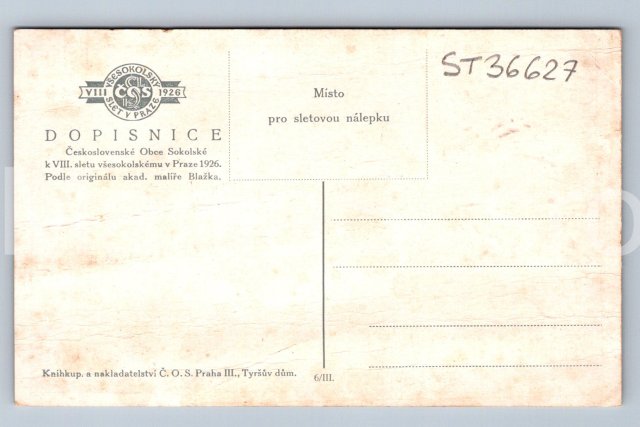 VŠESOKOLSKÝ
VIII ČOS 1926
SLET V PRAZE
DOPISNICE
Československé Obce Sokolské
k VIII. sletu všesokolskému v Praze 1926.
Podle originálu akad. malíře Blažka.
Místo
pro sletovou nálepku
ST36627
Knihkup. a nakladatelství Č. O. S. Praha III., Tyršův dům.
6/III.